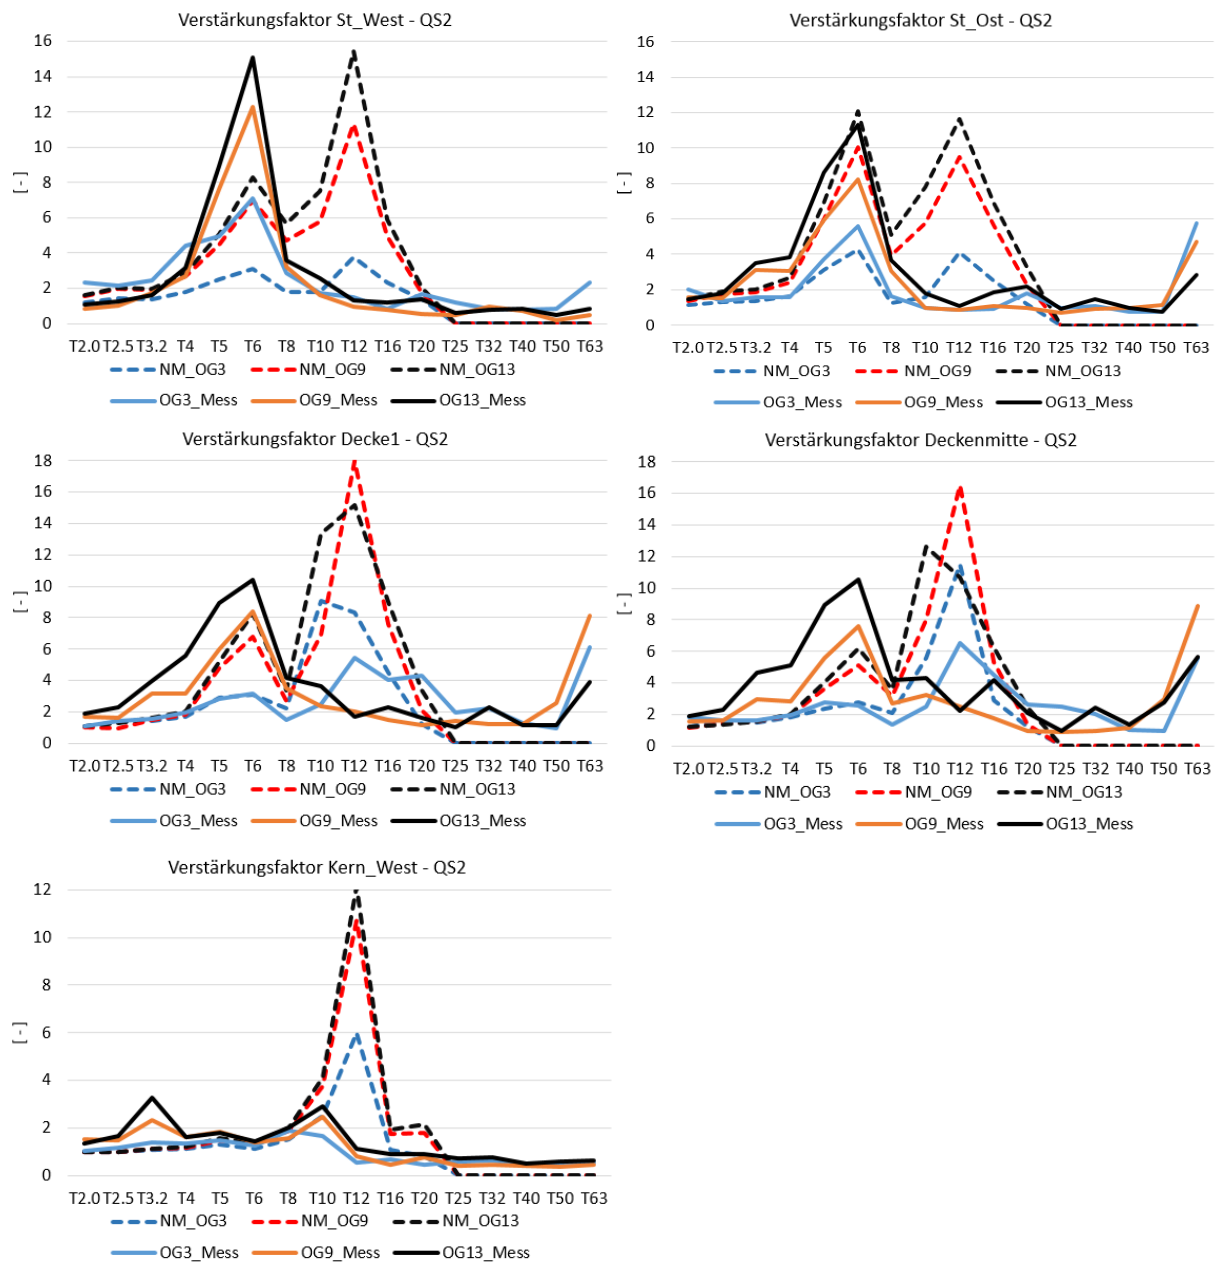 Verstärkungsfaktor St_West - QS2
16
14
12
10
8
6
4
2
0
[ - ]
T2.0 T2.5 T3.2 T4 T5 T6 T8 T10 T12 T16 T20 T25 T32 T40 T50 T63
NM_OG3 NM_OG9 NM_OG13
OG3_Mess OG9_Mess OG13_Mess
Verstärkungsfaktor St_Ost - QS2
16
14
12
10
8
6
4
2
0
[ - ]
T2.0 T2.5 T3.2 T4 T5 T6 T8 T10 T12 T16 T20 T25 T32 T40 T50 T63
NM_OG3 NM_OG9 NM_OG13
OG3_Mess OG9_Mess OG13_Mess
Verstärkungsfaktor Decke1 - QS2
18
16
14
12
10
8
6
4
2
0
[ - ]
T2.0 T2.5 T3.2 T4 T5 T6 T8 T10 T12 T16 T20 T25 T32 T40 T50 T63
NM_OG3 NM_OG9 NM_OG13
OG3_Mess OG9_Mess OG13_Mess
Verstärkungsfaktor Deckenmitte - QS2
18
16
14
12
10
8
6
4
2
0
[ - ]
T2.0 T2.5 T3.2 T4 T5 T6 T8 T10 T12 T16 T20 T25 T32 T40 T50 T63
NM_OG3 NM_OG9 NM_OG13
OG3_Mess OG9_Mess OG13_Mess
Verstärkungsfaktor Kern_West - QS2
12
10
8
6
4
2
0
[ - ]
T2.0 T2.5 T3.2 T4 T5 T6 T8 T10 T12 T16 T20 T25 T32 T40 T50 T63
NM_OG3 NM_OG9 NM_OG13
OG3_Mess OG9_Mess OG13_Mess